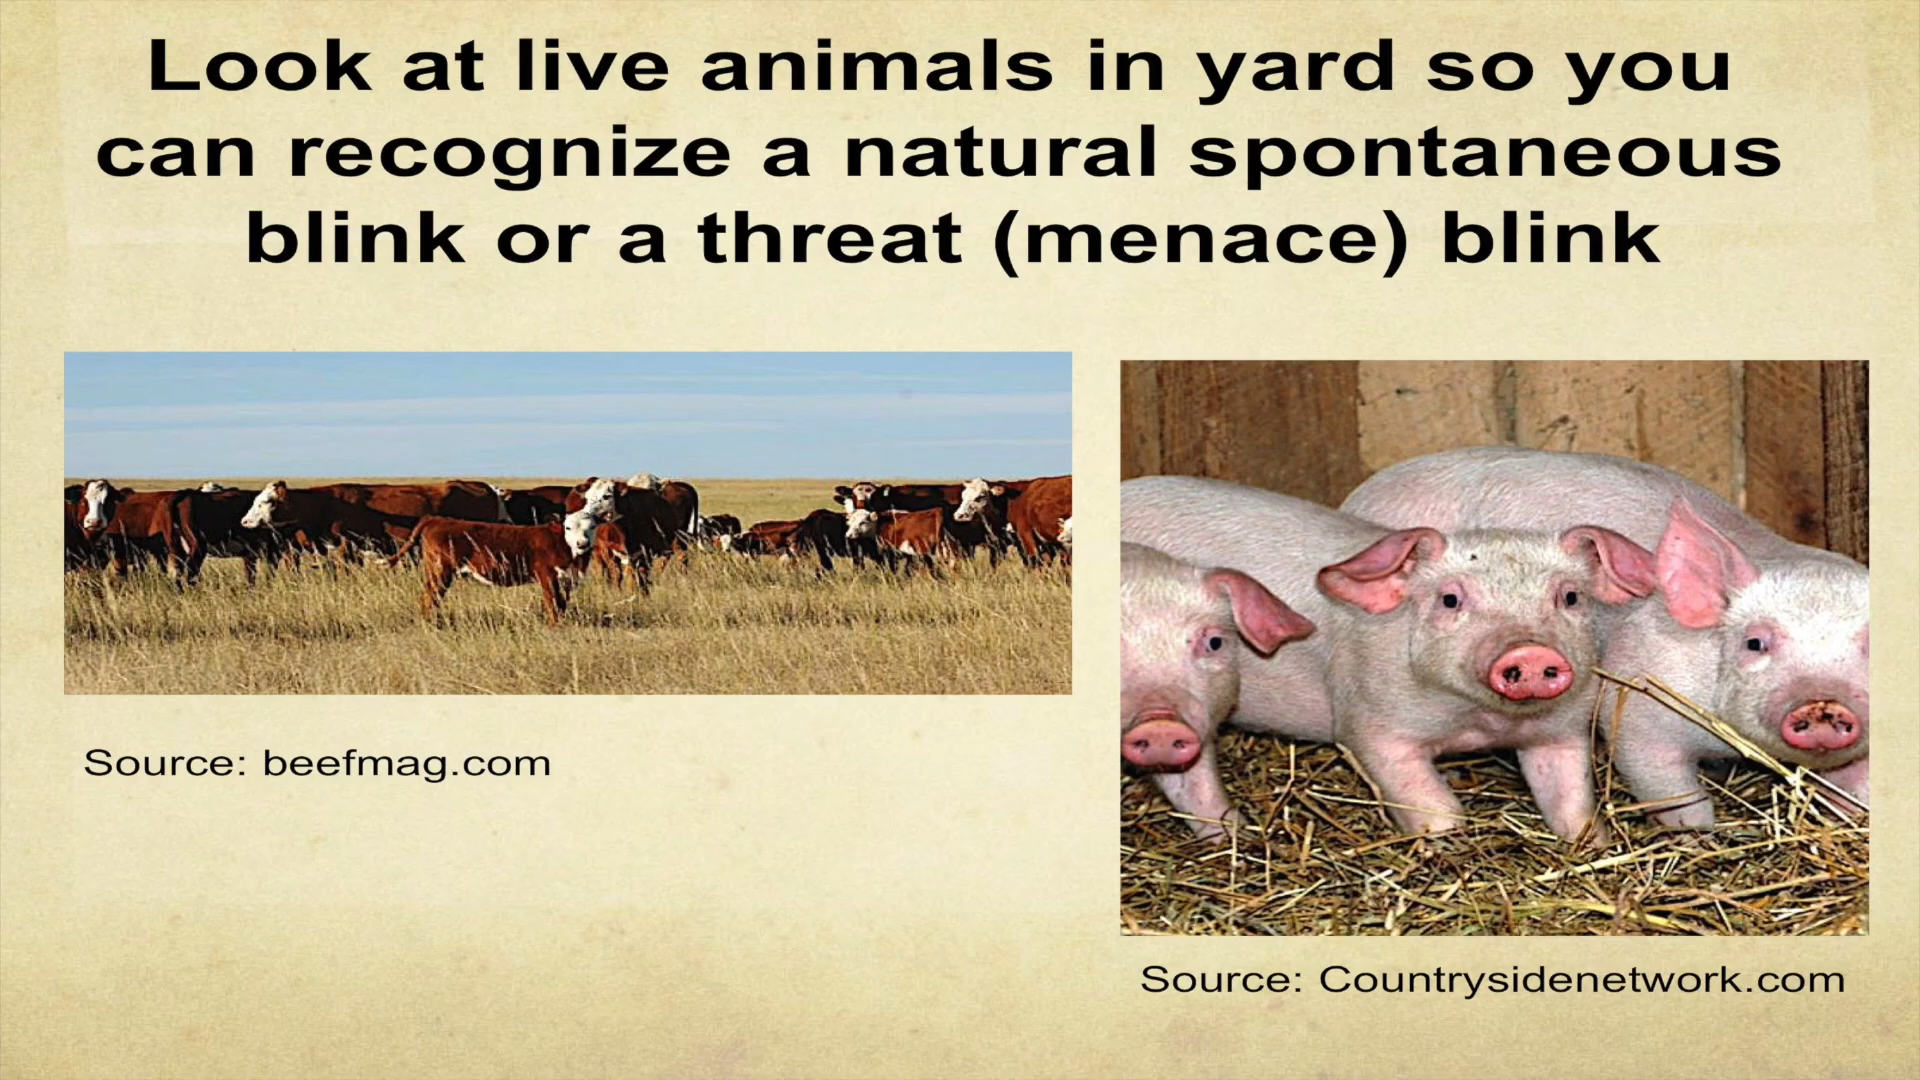 Look at live animals in yard so you
can recognize a natural spontaneous
blink or a threat (menace) blink
Source: beefmag.com
Source: Countrysidenetwork.com